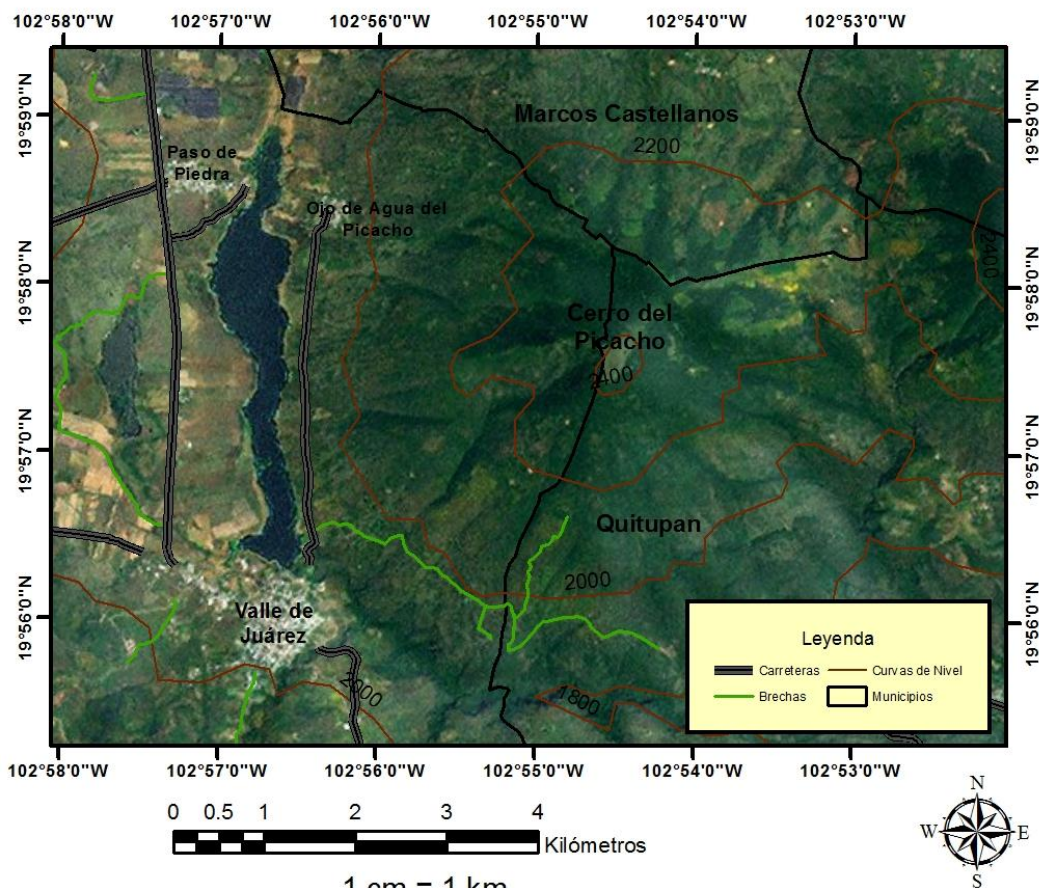 102°58'0"W 102°57'0"W 102°56'0"W 102°55'0"W 102°54'0"W 102°53'0"W
19°59'0"N
19°59'0"N
Marcos Castellanos
2200
Paso de
Piedra
Ojo de Agua del
Picacho
2400
19°58'0"N
19°58'0"N
Cerro del
Picacho
2400
19°57'0"N
19°57'0"N
Quitupan
2000
19°56'0"N
19°56'0"N
Valle de
Juárez
2000
1800
Leyenda
Carreteras Curvas de Nivel
Brechas Municipios
102°58'0"W 102°57'0"W 102°56'0"W 102°55'0"W 102°54'0"W 102°53'0"W
0 0.5 1 2 3 4
Kilómetros
1 cm = 1 km
N
W E
S